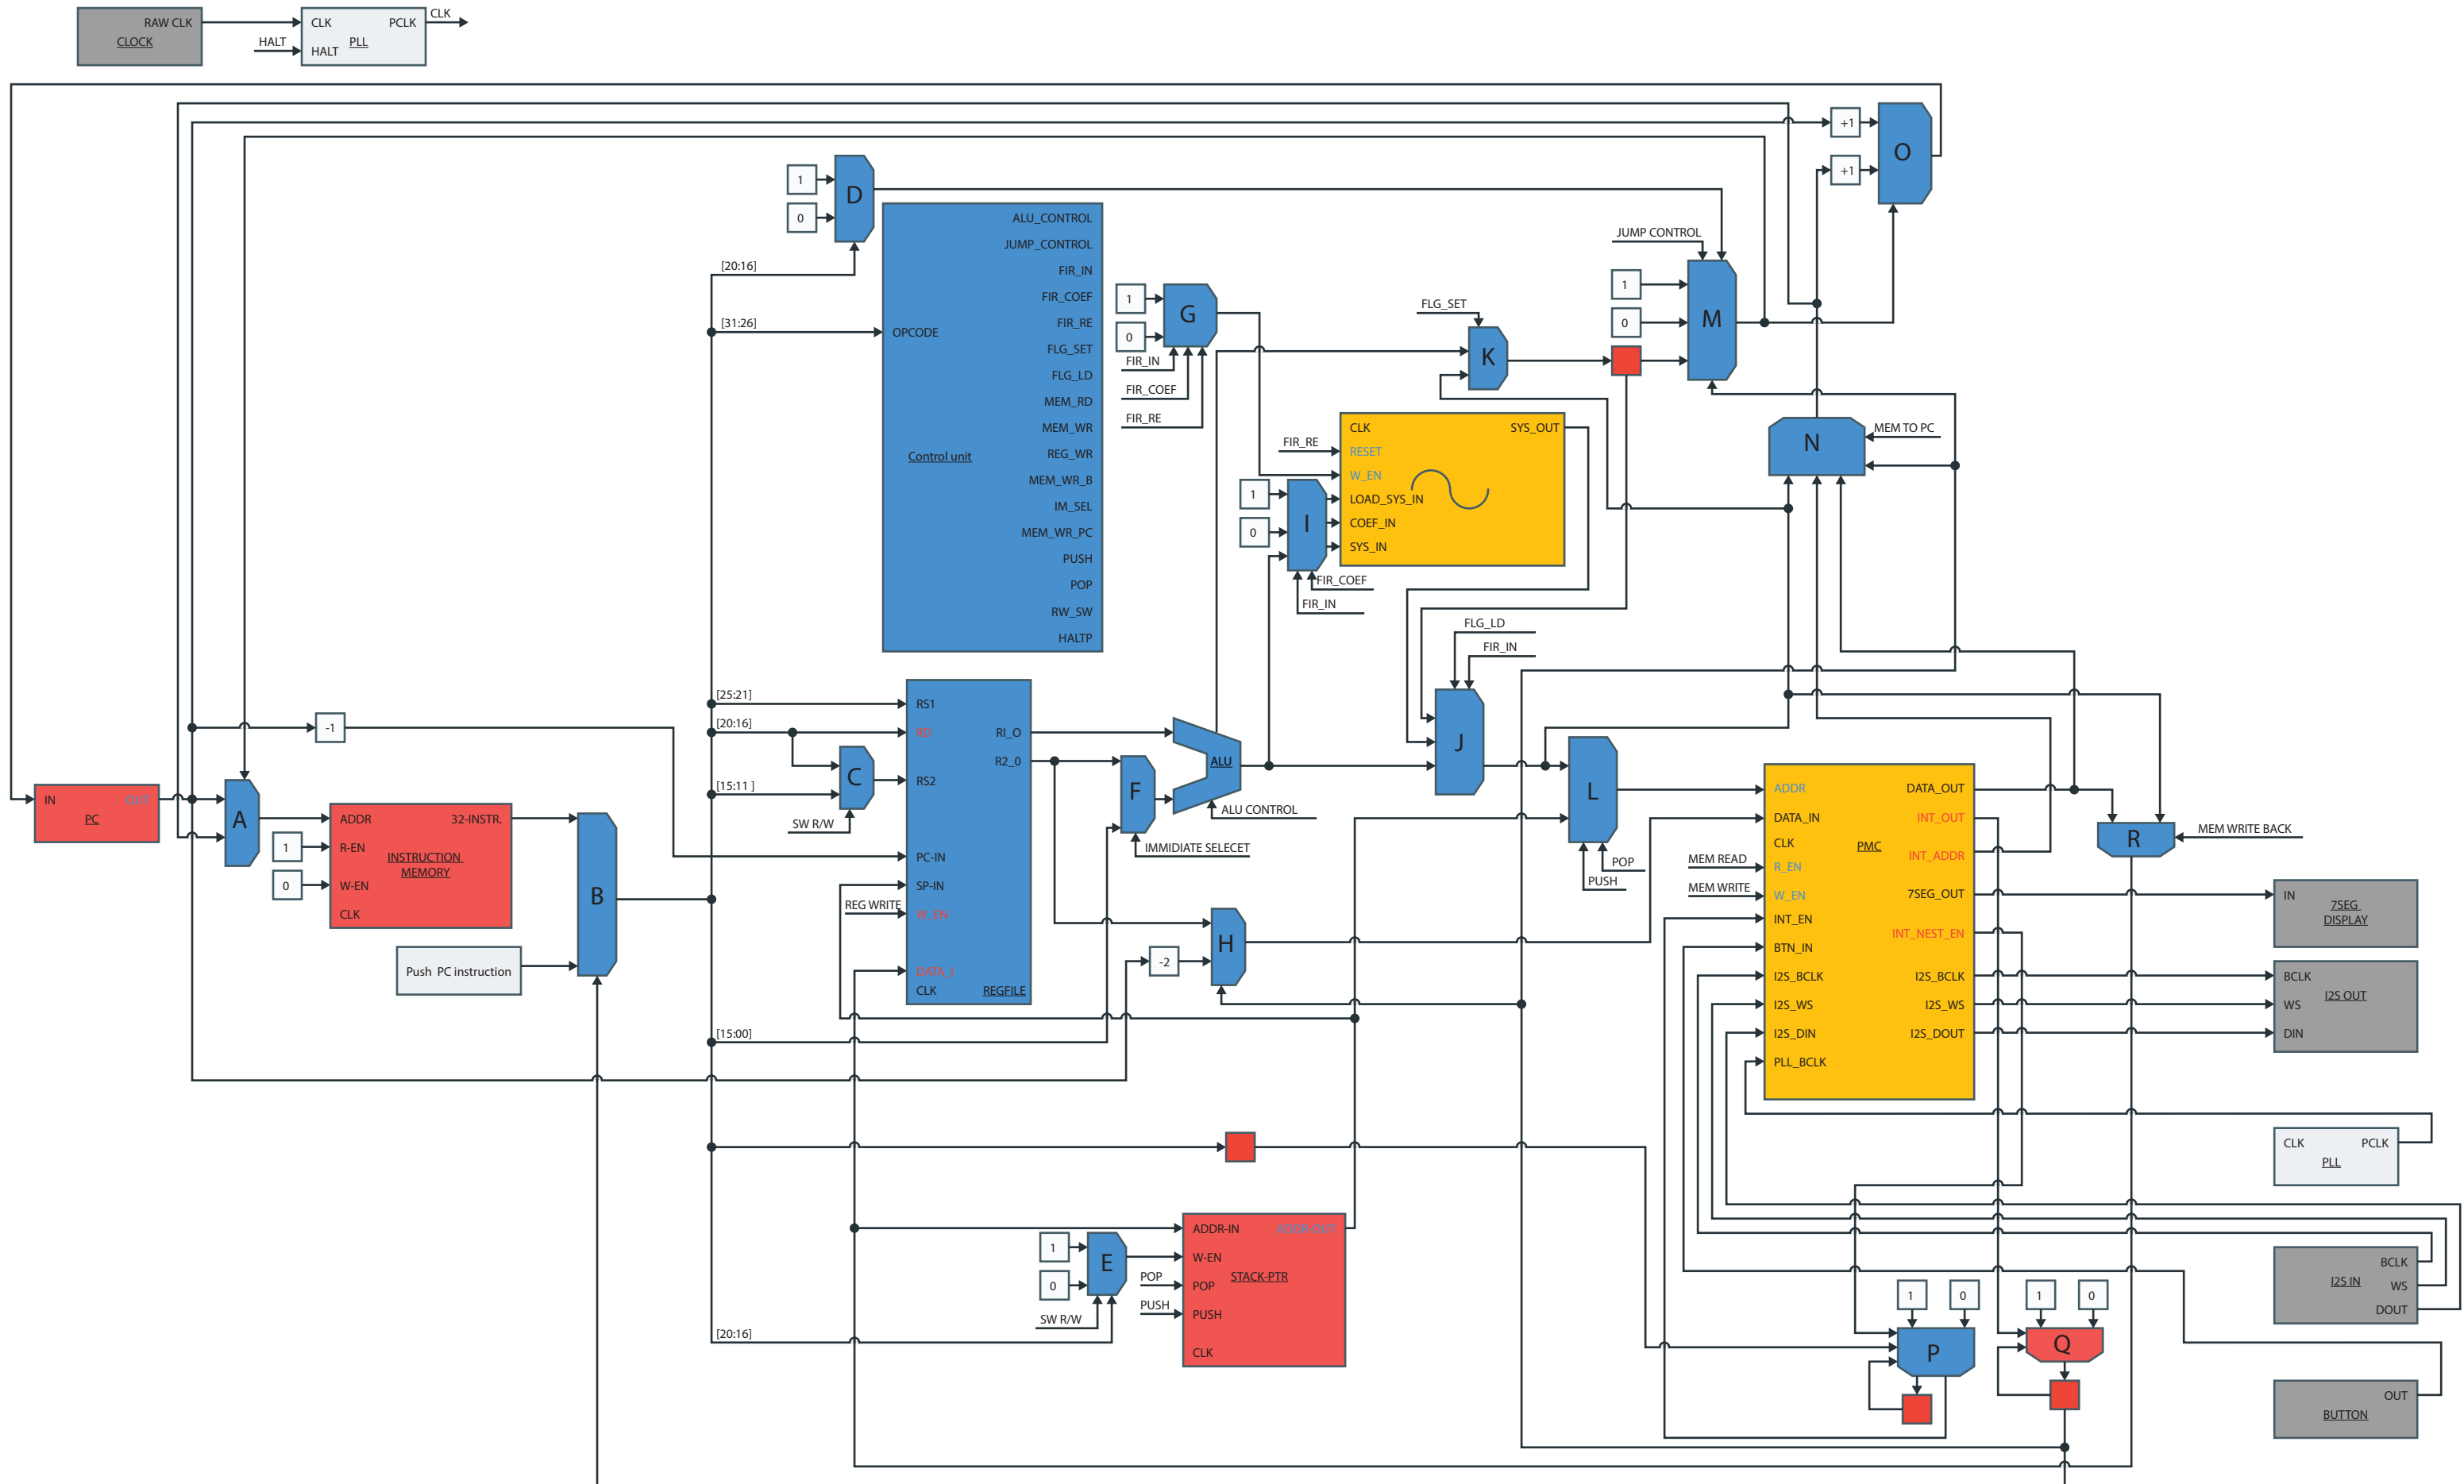 RAW CLK
CLOCK
HALT
CLK PCLK
HALT PLL
CLK
+1
+1
O
1
0
D
[20:16]
[31:26]
ALU_CONTROL
JUMP_CONTROL
FIR_IN
FIR_COEF
FIR_RE
OPCODE
FLG_SET
FLG_LD
MEM_RD
MEM_WR
Control unit
REG_WR
MEM_WR_B
IM_SEL
MEM_WR_PC
PUSH
POP
RW_SW
HALTP
1
0
G
FIR_IN
FIR_COEF
FIR_RE
FLG_SET
K
JUMP CONTROL
1
0
M
N
MEM TO PC
FIR_RE
CLK SYS_OUT
RESET
W_EN
LOAD_SYS_IN
COEF_IN
SYS_IN
1
0
I
FIR_COEF
FIR_IN
FLG_LD
FIR_IN
J
[25:21]
[20:16]
[15:11 ]
C
SW R/W
RS1
RD
RS2
RI_O
R2_0
PC-IN
SP-IN
W_EN
DATA_I
CLK REGFILE
REG WRITE
-1
IN OUT
PC
A
1
0
ADDR 32-INSTR.
R-EN
INSTRUCTION
MEMORY
W-EN
CLK
Push PC instruction
B
F
ALU
ALU CONTROL
IMMIDIATE SELECET
H
-2
L
POP
PUSH
[15:00]
MEM READ
MEM WRITE
ADDR DATA_OUT
DATA_IN INT_OUT
CLK PMC
R_EN INT_ADDR
W_EN 7SEG_OUT
INT_EN
BTN_IN INT_NEST_EN
I2S_BCLK I2S_BCLK
I2S_WS I2S_WS
I2S_DIN I2S_DOUT
PLL_BCLK
R
MEM WRITE BACK
IN 7SEG
DISPLAY
BCLK
I2S OUT
WS
DIN
CLK PCLK
PLL
BCLK
I2S IN
WS
DOUT
OUT
BUTTON
1
0
E
SW R/W
[20:16]
POP
PUSH
ADDR-IN ADDR-OUT
W-EN
STACK-PTR
POP
PUSH
CLK
1 0
P
1 0
Q